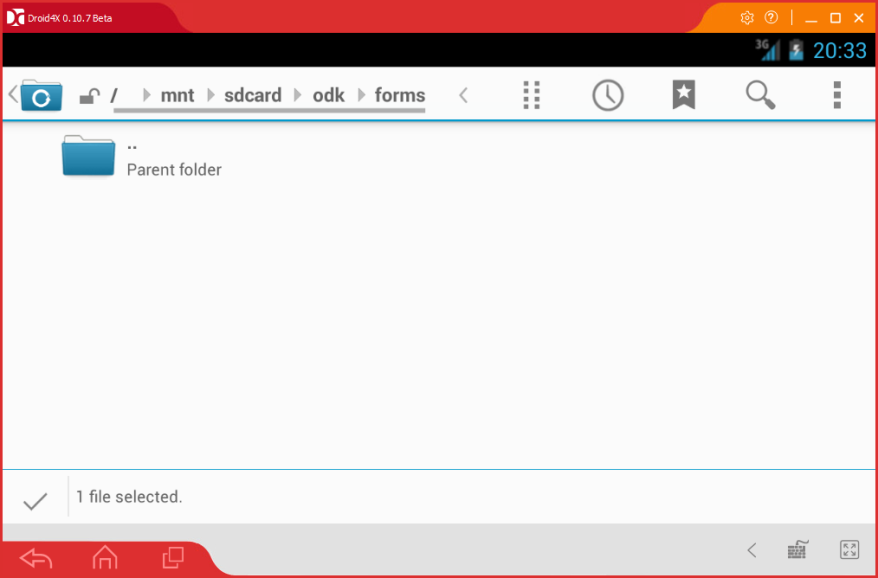 Droid4X 0.10.7 Beta
3G 20:33
/ mnt sdcard odk forms
..
Parent folder
1 file selected.